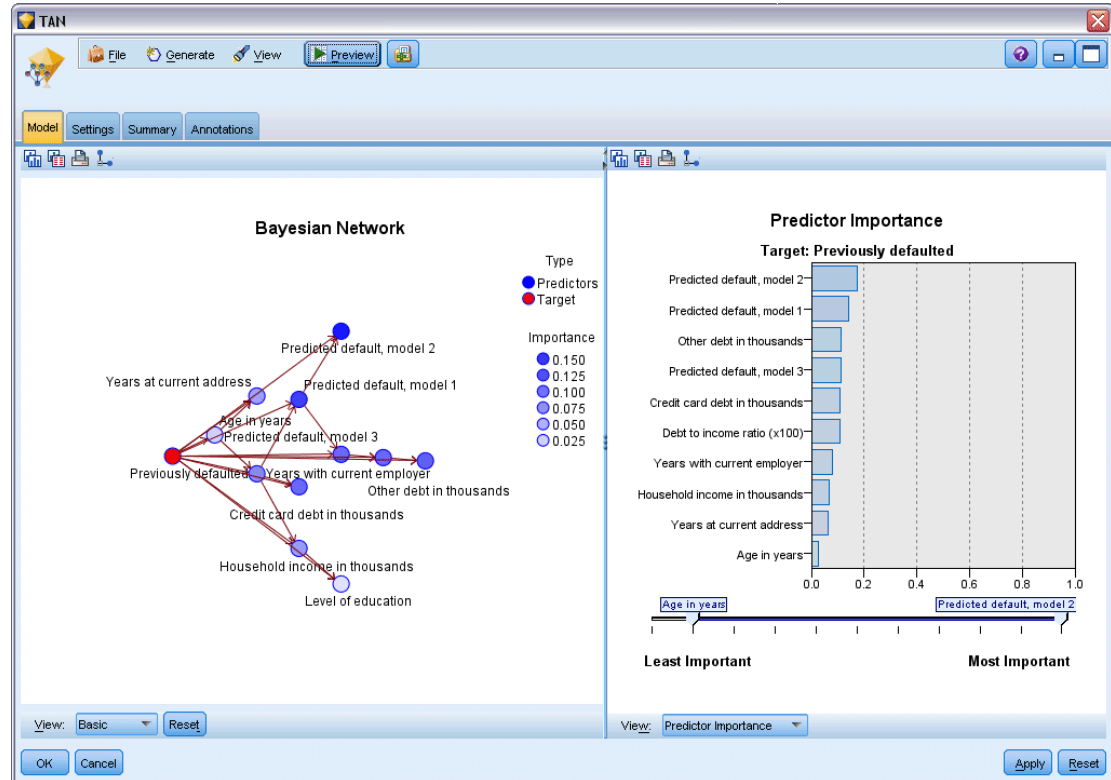 TAN
File Generate View Preview
Model Settings Summary Annotations
Bayesian Network
Type
Predictors
Target
Importance
0.150
0.125
0.100
0.075
0.050
0.025
Predicted default, model 2
Years at current address
Predicted default, model 1
Age in years
Predicted default, model 3
Previously defaulted
Years with current employer
Other debt in thousands
Credit card debt in thousands
Household income in thousands
Level of education
View: Basic Reset
Predictor Importance
Target: Previously defaulted
Predicted default, model 2
Predicted default, model 1
Other debt in thousands
Predicted default, model 3
Credit card debt in thousands
Debt to income ratio (x100)
Years with current employer
Household income in thousands
Years at current address
Age in years
0.0 0.2 0.4 0.6 0.8 1.0
Age in years Predicted default, model 2
Least Important Most Important
View: Predictor Importance
OK Cancel Apply Reset